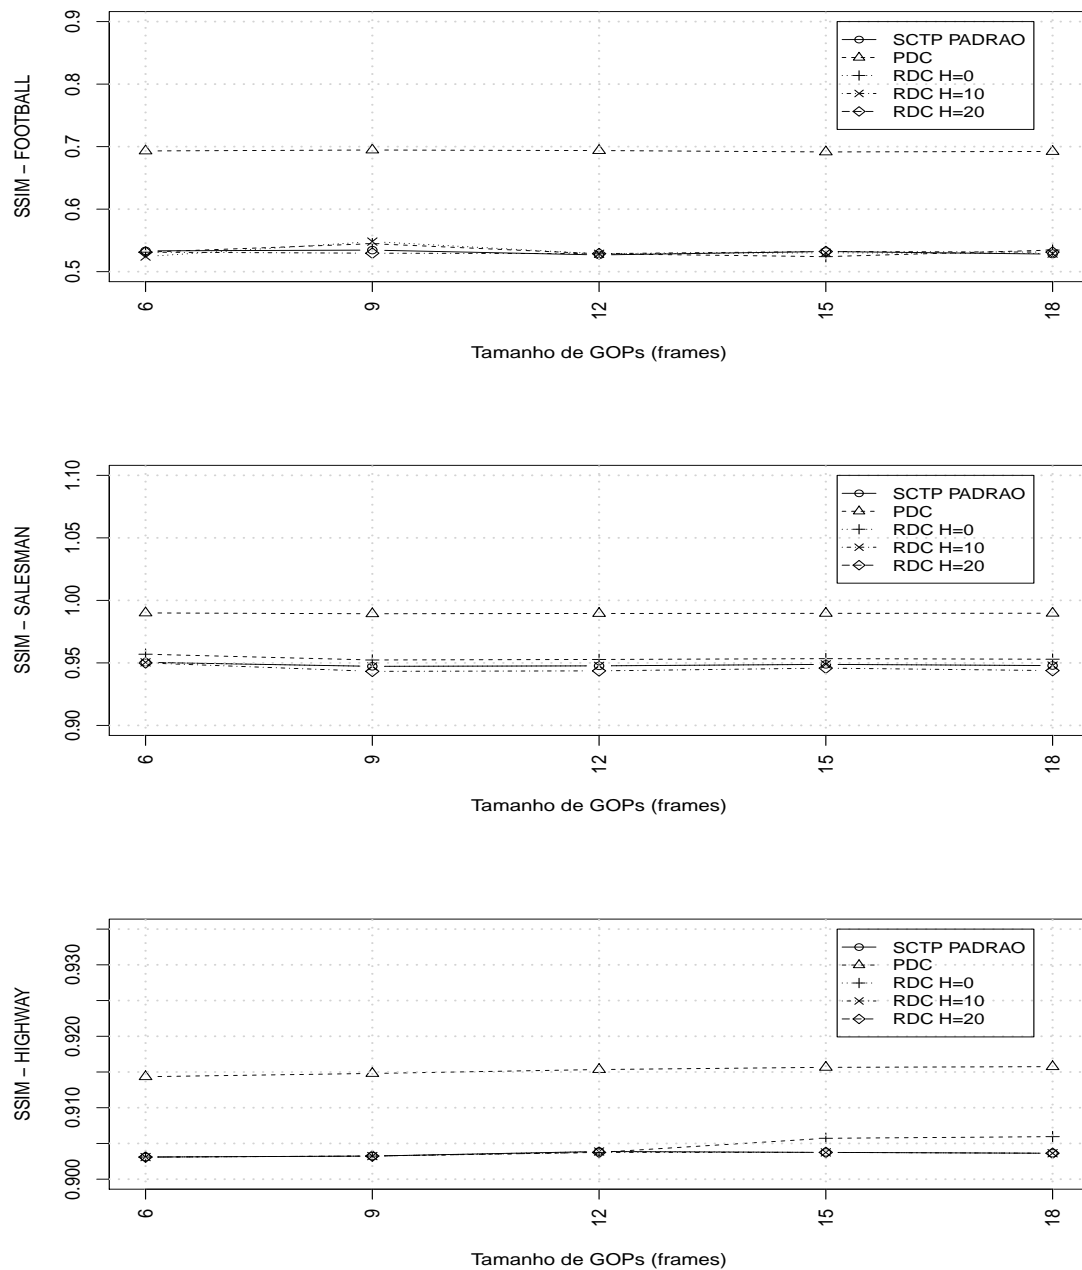 SSIM – FOOTBALL
0.9
0.8
0.7
0.6
0.5
SCTP PADRAO
PDC
RDC H=0
RDC H=10
RDC H=20
6
9
12
15
18
Tamanho de GOPs (frames)
SSIM – SALESMAN
1.10
1.05
1.00
0.95
0.90
SCTP PADRAO
PDC
RDC H=0
RDC H=10
RDC H=20
6
9
12
15
18
Tamanho de GOPs (frames)
SSIM – HIGHWAY
0.930
0.920
0.910
0.900
SCTP PADRAO
PDC
RDC H=0
RDC H=10
RDC H=20
6
9
12
15
18
Tamanho de GOPs (frames)